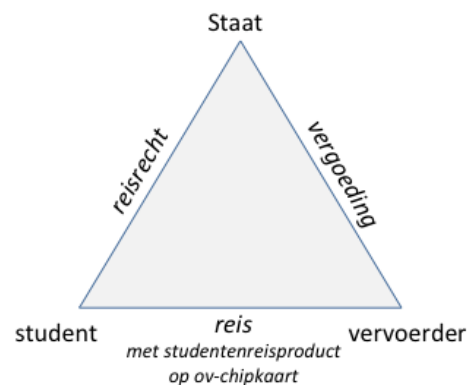 Staat
reisrecht
vergoeding
student
reis
vervoerder
met studentenreisproduct
op ov-chipkaart